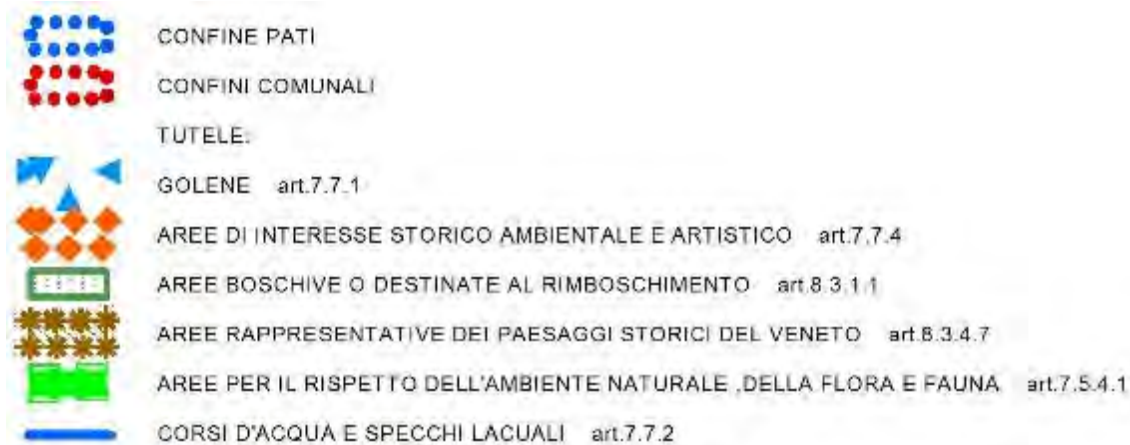 CONFINE PATI
CONFINI COMUNALI
TUTELE:
GOLENE art.7.7.1
AREE DI INTERESSE STORICO AMBIENTALE E ARTISTICO art.7.7.4
AREE BOSCHIVE O DESTINATE AL RIMBOSCHIMENTO art.8.3.1.1
AREE RAPPRESENTATIVE DEI PAESAGGI STORICI DEL VENETO art.8.3.4.7
AREE PER IL RISPETTO DELL'AMBIENTE NATURALE ,DELLA FLORA E FAUNA art.7.5.4.1
CORSI D'ACQUA E SPECCHI LACUALI art.7.7.2